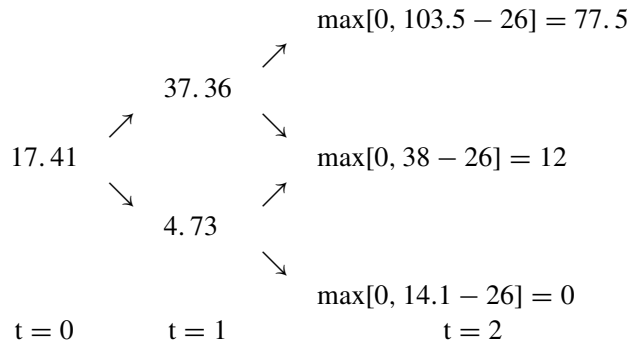 max[0, 103.5 − 26] = 77.5
37.36
17.41
max[0, 38 − 26] = 12
4.73
max[0, 14.1 − 26] = 0
t = 0 t = 1 t = 2